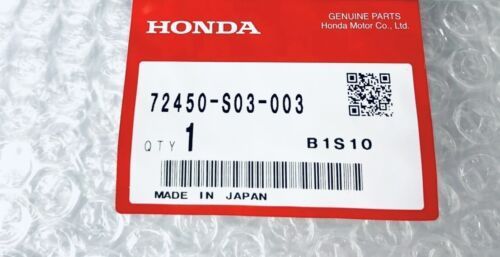 HONDA
GENUINE PARTS
Honda Motor Co., Ltd.
72450-S03-003
QTY 1
B1S10
MADE IN JAPAN